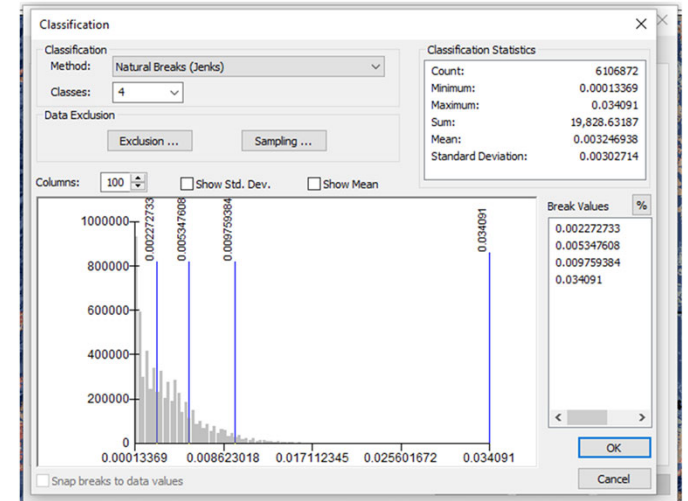 Classification
Classification
Method: Natural Breaks (Jenks)
Classes: 4
Data Exclusion
Exclusion ...
Sampling ...
Classification Statistics
Count: 6106872
Minimum: 0.00013369
Maximum: 0.034091
Sum: 19,828.63187
Mean: 0.003246938
Standard Deviation: 0.00302714
Columns: 100 Show Std. Dev. Show Mean
Break Values %
0.002272733
0.005347608
0.009759384
0.034091
0.002272733
0.005347608
0.009759384
0.034091
1000000
800000
600000
400000
200000
0
0.00013369 0.008623018 0.017112345 0.025601672 0.034091
OK
Snap breaks to data values
Cancel